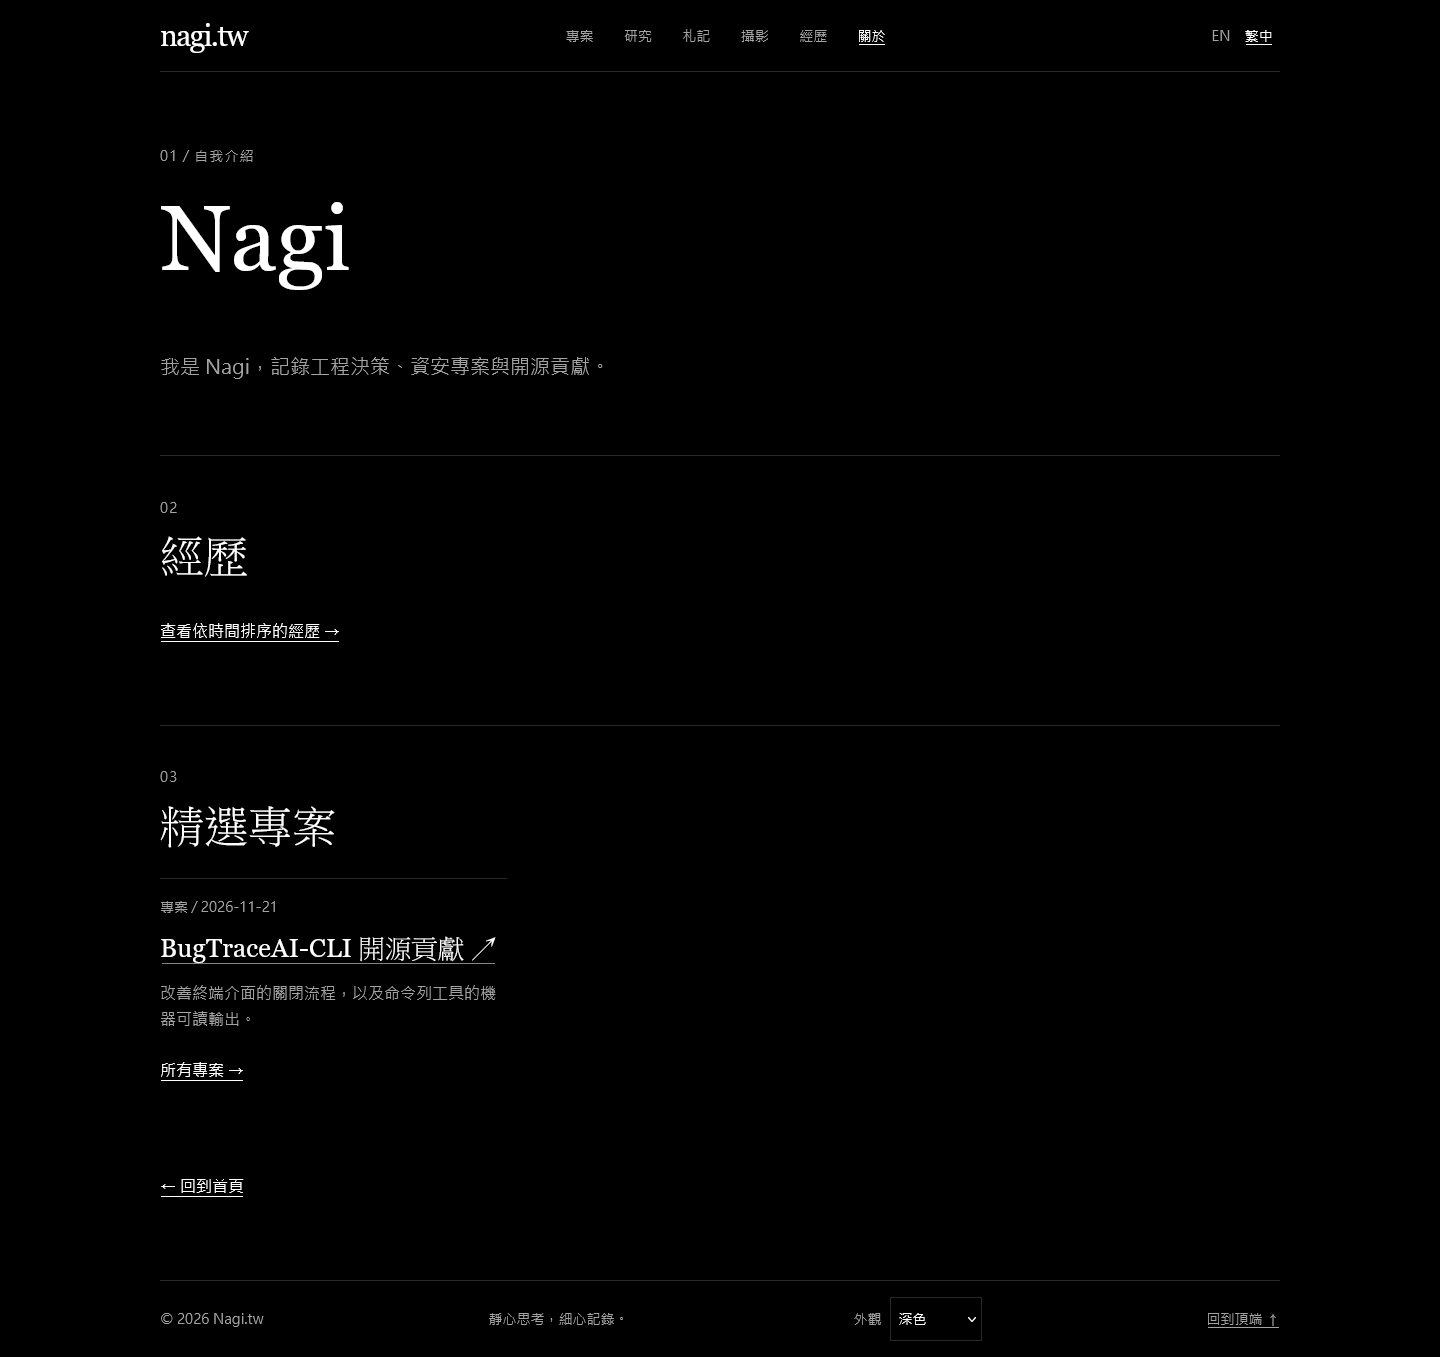 nagi.tw
專案 研究 札記 攝影 經歷 關於
EN 繁中
01 / 自我介紹
Nagi
我是 Nagi，記錄工程決策、資安專案與開源貢獻。
02
經歷
查看依時間排序的經歷 →
03
精選專案
專案 / 2026-11-21
BugTraceAI-CLI 開源貢獻 ↗
改善終端介面的關閉流程，以及命令列工具的機
器可讀輸出。
所有專案 →
← 回到首頁
© 2026 Nagi.tw
靜心思考，細心記錄。
外觀 深色
回到頂端 ↑